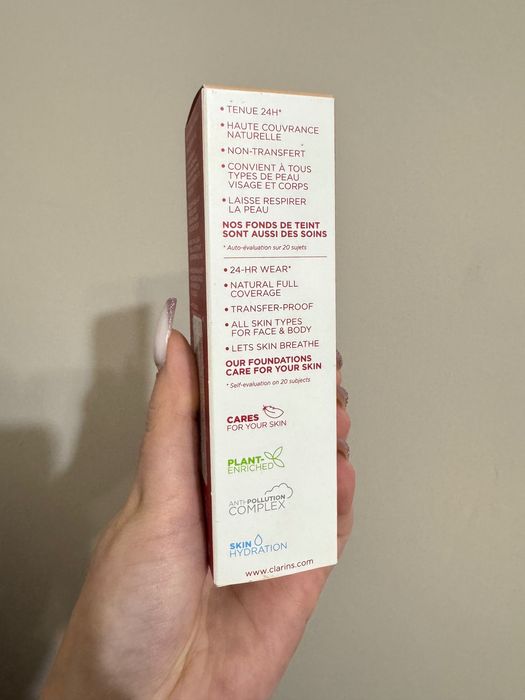 • TENUE 24H*
• HAUTE COUVRANCE
NATURELLE
• NON-TRANSFERT
• CONVIENT À TOUS
TYPES DE PEAU
VISAGE ET CORPS
• LAISSE RESPIRER
LA PEAU
NOS FONDS DE TEINT
SONT AUSSI DES SOINS
* Auto-évaluation sur 20 sujets
• 24-HR WEAR*
• NATURAL FULL
COVERAGE
• TRANSFER-PROOF
• ALL SKIN TYPES
FOR FACE & BODY
• LETS SKIN BREATHE
OUR FOUNDATIONS
CARE FOR YOUR SKIN
* Self-evaluation on 20 subjects
CARES
FOR YOUR SKIN
PLANT-
ENRICHED
ANTI-POLLUTION
COMPLEX
SKIN
HYDRATION
www.clarins.com